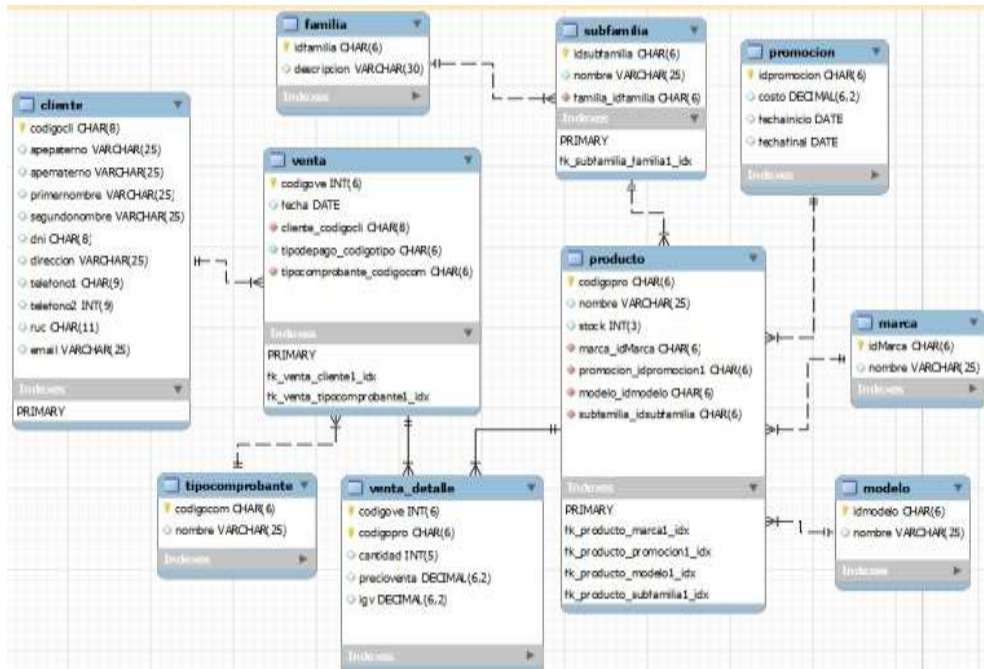 familia
idfamilia CHAR(6)
descripcion VARCHAR(30)
Indexes
subfamilia
idsubfamilia CHAR(6)
nombre VARCHAR(25)
familia_idfamilia CHAR(6)
Indexes
PRIMARY
fk_subfamilia_familia1_idx
promocion
idpromocion CHAR(6)
costo DECIMAL(6,2)
fechainicio DATE
fechafinal DATE
Indexes
cliente
codigocli CHAR(8)
apepaterno VARCHAR(25)
apematerno VARCHAR(25)
primernombre VARCHAR(25)
segundonombre VARCHAR(25)
dni CHAR(8)
direccion VARCHAR(25)
telefono1 CHAR(9)
telefono2 INT(9)
ruc CHAR(11)
email VARCHAR(25)
Indexes
PRIMARY
venta
codigove INT(6)
fecha DATE
cliente_codigocli CHAR(8)
tipodepago_codigotipo CHAR(6)
tipocomprobante_codigocom CHAR(6)
Indexes
PRIMARY
fk_venta_cliente1_idx
fk_venta_tipocomprobante1_idx
producto
codigopro CHAR(6)
nombre VARCHAR(25)
stock INT(3)
marca_idMarca CHAR(6)
promocion_idpromocion1 CHAR(6)
modelo_idmodelo CHAR(6)
subfamilia_idsubfamilia CHAR(6)
Indexes
PRIMARY
fk_producto_marca1_idx
fk_producto_promocion1_idx
fk_producto_modelo1_idx
fk_producto_subfamilia1_idx
marca
idMarca CHAR(6)
nombre VARCHAR(25)
Indexes
tipocomprobante
codigocom CHAR(6)
nombre VARCHAR(25)
Indexes
venta_detalle
codigove INT(6)
codigopro CHAR(6)
cantidad INT(5)
precioventa DECIMAL(6,2)
igv DECIMAL(6,2)
Indexes
modelo
idmodelo CHAR(6)
nombre VARCHAR(25)
Indexes